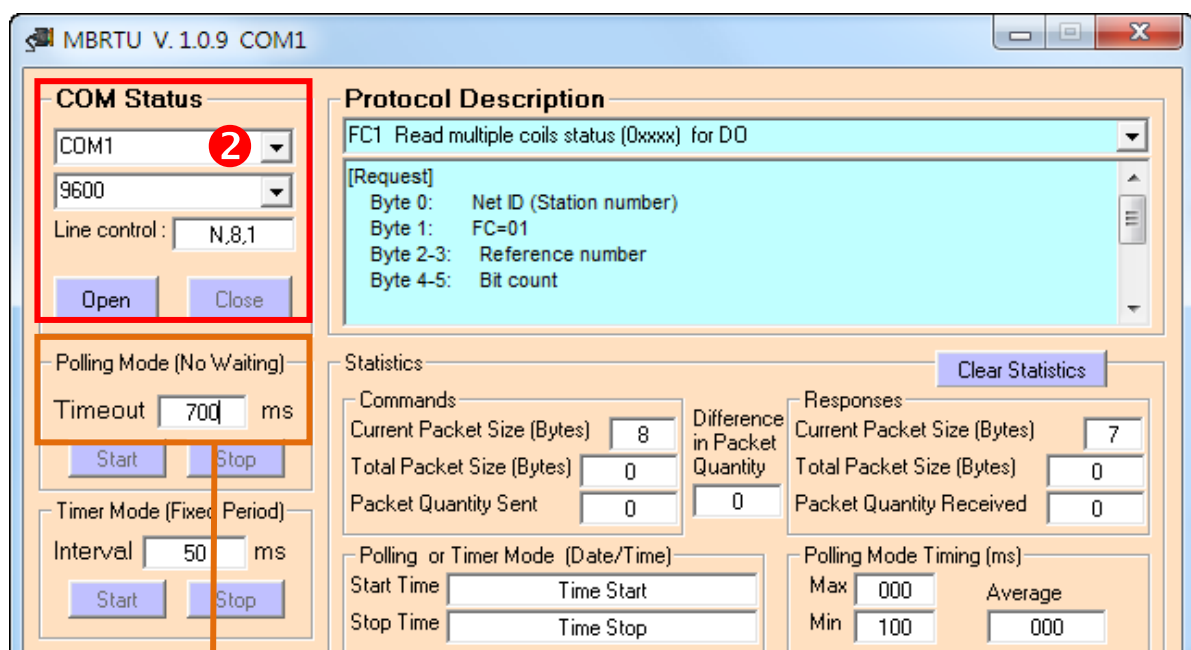 MBRTU V. 1.0.9 COM1
COM Status
COM1
2
9600
Line control : N,8,1
Open Close
Polling Mode (No Waiting)
Timeout 700 ms
Start Stop
Timer Mode (Fixed Period)
Interval 50 ms
Start Stop
Protocol Description
FC1 Read multiple coils status (0xxxx) for DO
[Request]
Byte 0: Net ID (Station number)
Byte 1: FC=01
Byte 2-3: Reference number
Byte 4-5: Bit count
Statistics
Clear Statistics
Commands
Current Packet Size (Bytes) 8
Total Packet Size (Bytes) 0
Packet Quantity Sent 0
Difference
in Packet
Quantity
0
Responses
Current Packet Size (Bytes) 7
Total Packet Size (Bytes) 0
Packet Quantity Received 0
Polling or Timer Mode (Date/Time)
Start Time Time Start
Stop Time Time Stop
Polling Mode Timing (ms)
Max 000
Min 100
Average
000